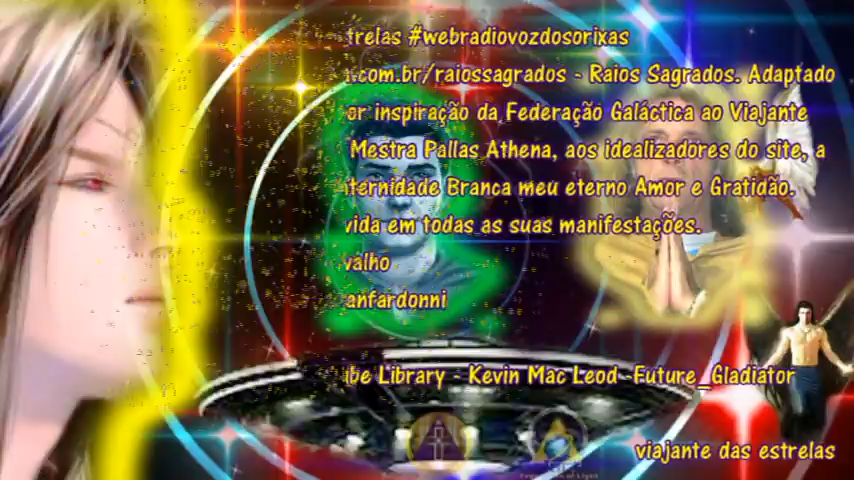 trelas #webradiovozdosorixas
.com.br/raiossagrados - Raios Sagrados. Adaptado
or inspiração da Federação Galáctica ao Viajante
Mestra Pallas Athena, aos idealizadores do site, a
ternidade Branca meu eterno Amor e Gratidão.
vida em todas as suas manifestações.
valho
anfardonni
be Library - Kevin Mac Leod -Future_Gladiator
viajante das estrelas